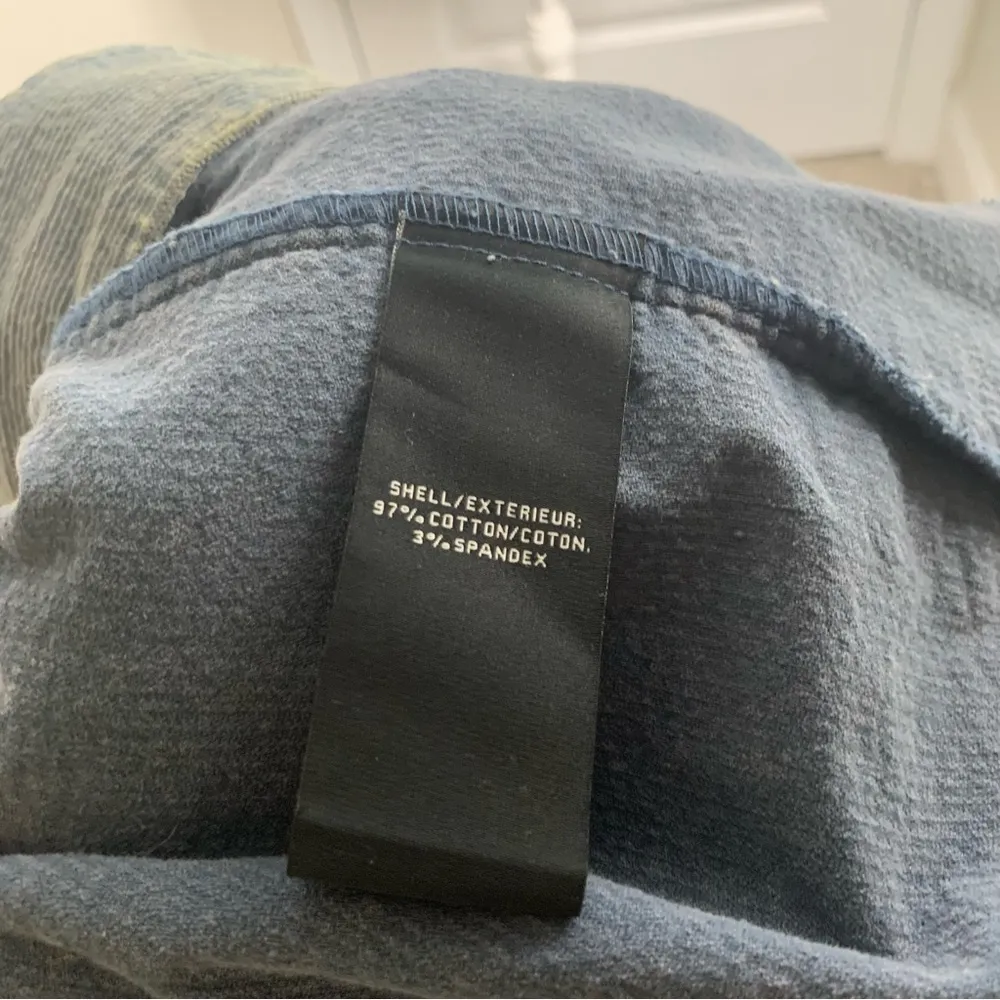 SHELL/EXTERIEUR:
97% COTTON/COTON,
3% SPANDEX